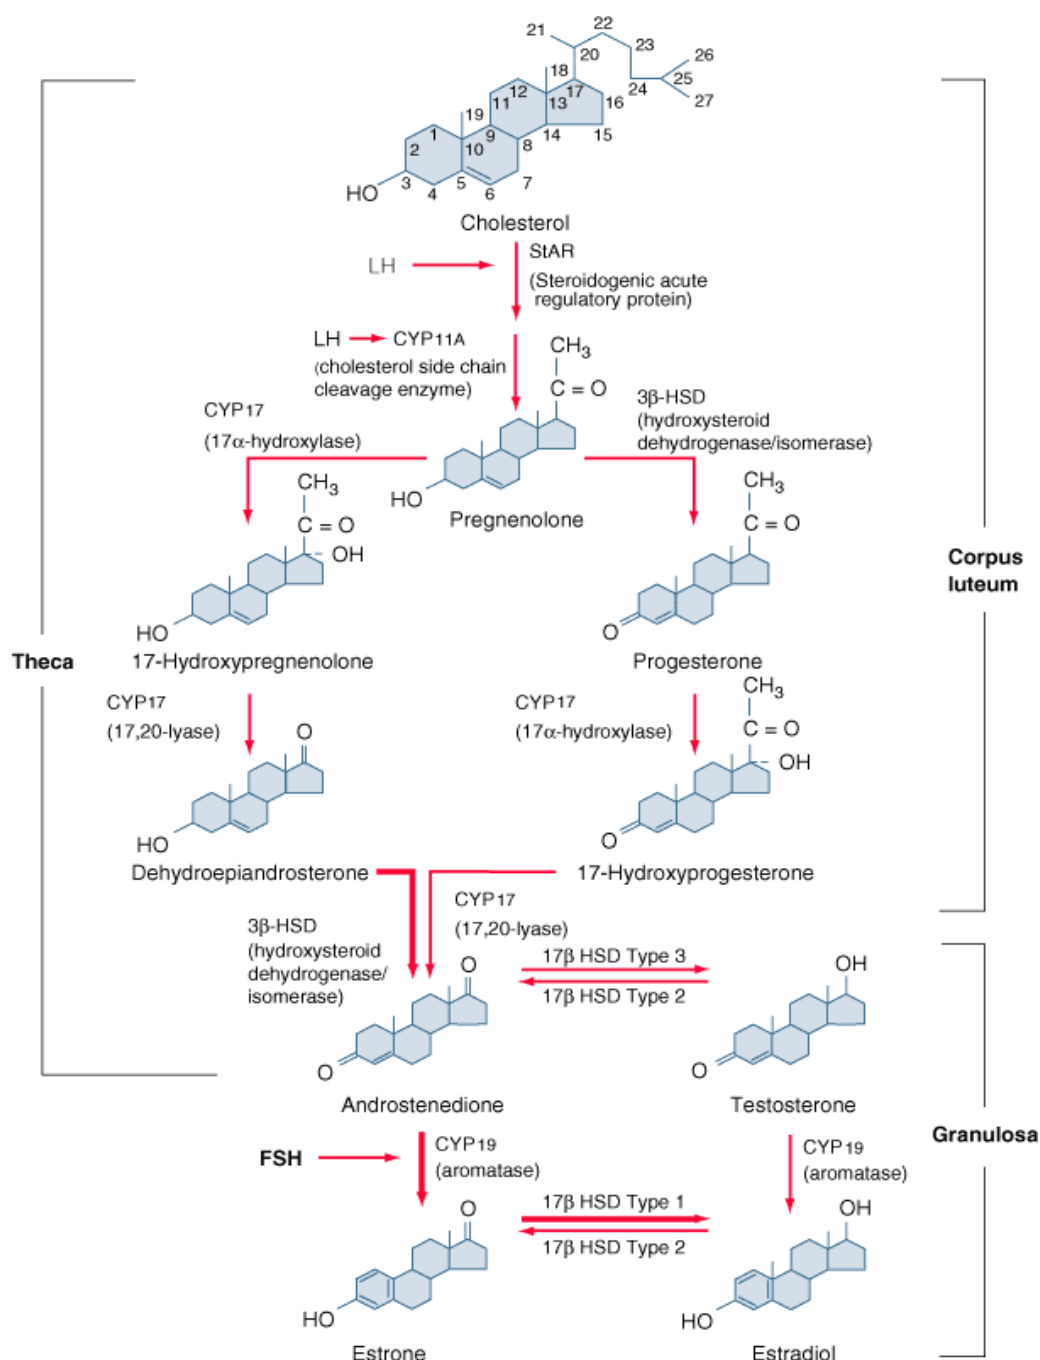 21
22
20
23
26
18
25
12
17
24
27
11
13
16
19
1
9
14
15
2
10
8
HO
3
4
5
6
7
Cholesterol
LH
StAR
(Steroidogenic acute
regulatory protein)
LH
CYP11A
(cholesterol side chain
cleavage enzyme)
CH3
C = O
CYP17
(17α-hydroxylase)
3β-HSD
(hydroxysteroid
dehydrogenase/isomerase)
HO
Pregnenolone
CH3
C = O
OH
HO
17-Hydroxypregnenolone
CH3
C = O
O
Progesterone
Corpus
luteum
Theca
CYP17
(17,20-lyase)
CYP17
(17α-hydroxylase)
O
HO
Dehydroepiandrosterone
CH3
C = O
OH
O
17-Hydroxyprogesterone
3β-HSD
(hydroxysteroid
dehydrogenase/
isomerase)
CYP17
(17,20-lyase)
17β HSD Type 3
17β HSD Type 2
O
O
Androstenedione
OH
O
Testosterone
Granulosa
FSH
CYP19
(aromatase)
CYP19
(aromatase)
17β HSD Type 1
17β HSD Type 2
O
HO
Estrone
OH
HO
Estradiol